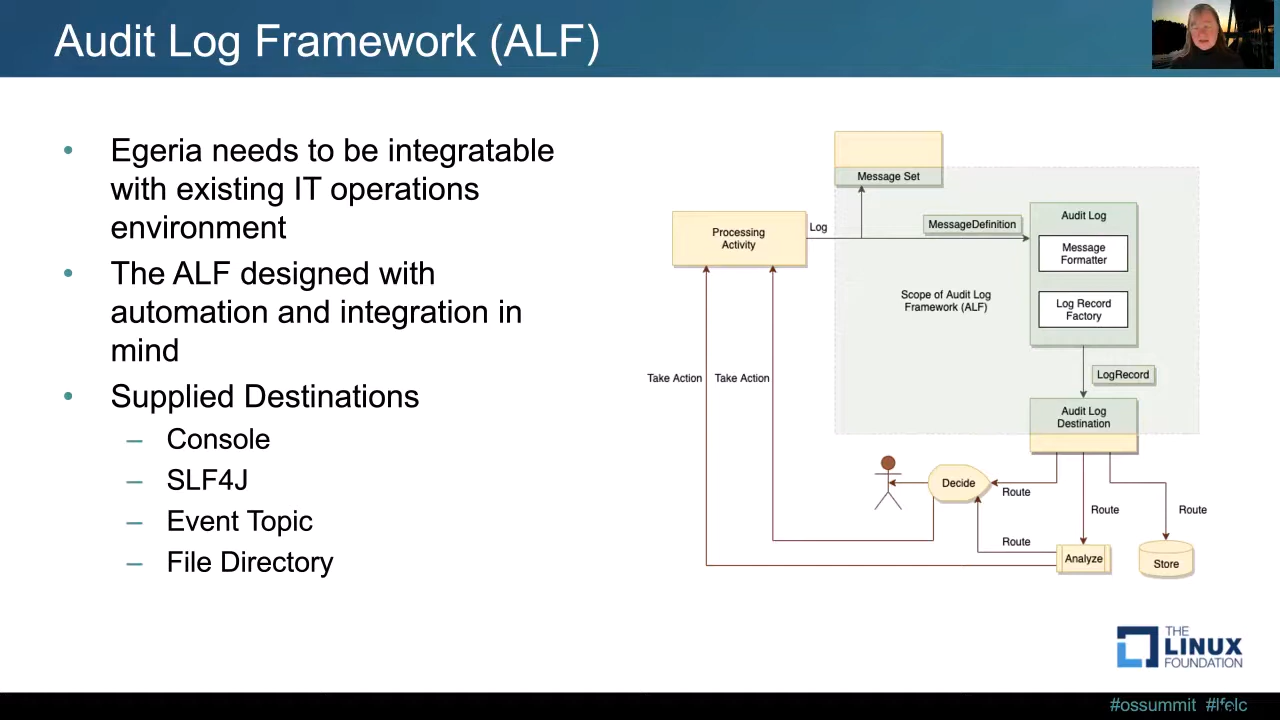 Audit Log Framework (ALF)
• Egeria needs to be integratable
with existing IT operations
environment
• The ALF designed with
automation and integration in
mind
• Supplied Destinations
– Console
– SLF4J
– Event Topic
– File Directory
Message Set
Processing
Activity
Log
MessageDefinition
Audit Log
Message
Formatter
Log Record
Factory
Scope of Audit Log
Framework (ALF)
Take Action
Take Action
LogRecord
Audit Log
Destination
Decide
Route
Route
Route
Route
Analyze
Store
THE
LINUX
FOUNDATION
#ossummit #lfelc